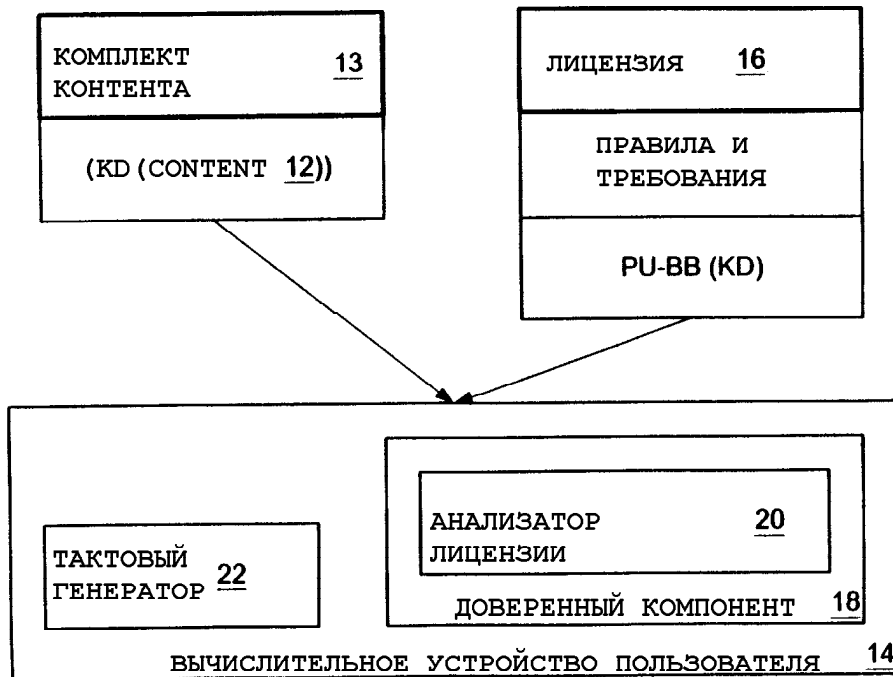 КОМПЛЕКТ
КОНТЕНТА 13
(KD (CONTENT 12))
ЛИЦЕНЗИЯ 16
ПРАВИЛА И
ТРЕБОВАНИЯ
PU-BB (KD)
ТАКТОВЫЙ
ГЕНЕРАТОР 22
АНАЛИЗАТОР 20
ЛИЦЕНЗИИ
ДОВЕРЕННЫЙ КОМПОНЕНТ 18
ВЫЧИСЛИТЕЛЬНОЕ УСТРОЙСТВО ПОЛЬЗОВАТЕЛЯ 14